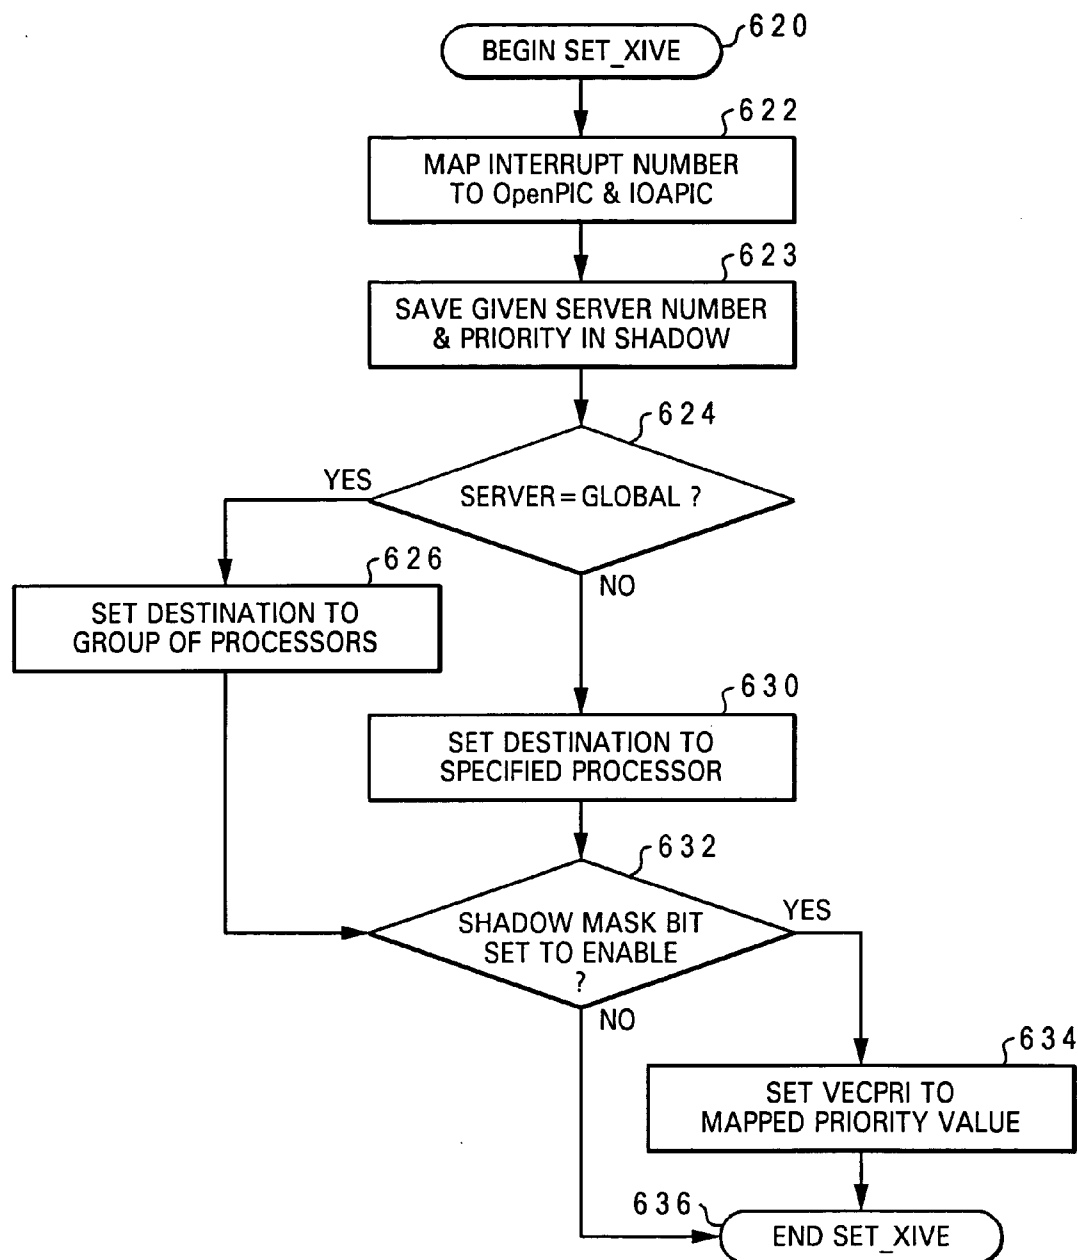 620
BEGIN SET_XIVE
622
MAP INTERRUPT NUMBER
TO OpenPIC & IOAPIC
623
SAVE GIVEN SERVER NUMBER
& PRIORITY IN SHADOW
624
YES
SERVER = GLOBAL ?
NO
626
SET DESTINATION TO
GROUP OF PROCESSORS
630
SET DESTINATION TO
SPECIFIED PROCESSOR
632
SHADOW MASK BIT
SET TO ENABLE
?
YES
NO
634
SET VECPRI TO
MAPPED PRIORITY VALUE
636
END SET_XIVE